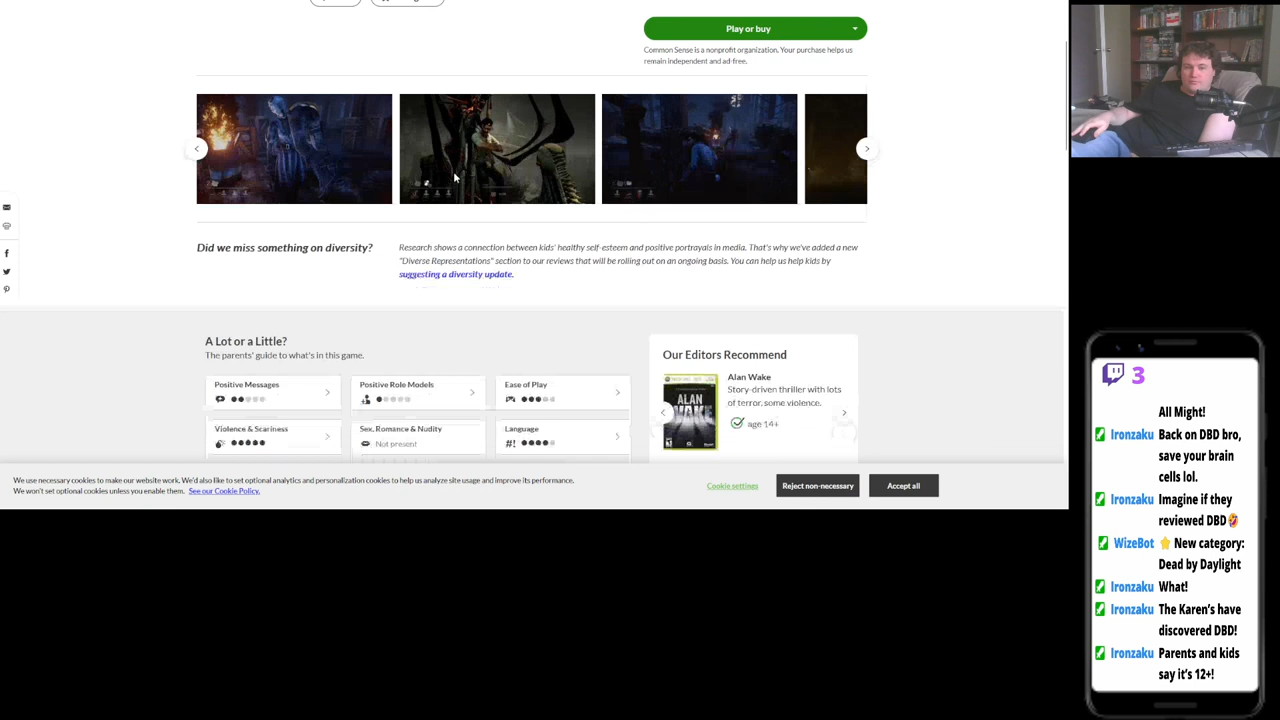 Play or buy
Common Sense is a nonprofit organization. Your purchase helps us
remain independent and ad-free.
Did we miss something on diversity?
Research shows a connection between kids' healthy self-esteem and positive portrayals in media. That's why we've added a new
"Diverse Representations" section to our reviews that will be rolling out on an ongoing basis. You can help us help kids by
suggesting a diversity update.
A Lot or a Little?
The parents' guide to what's in this game.
Positive Messages
Positive Role Models
Ease of Play
Violence & Scariness
Sex, Romance & Nudity
Not present
Language
#!
Our Editors Recommend
ALAN
WAKE
Alan Wake
Story-driven thriller with lots
of terror, some violence.
age 14+
We use necessary cookies to make our website work. We'd also like to set optional analytics and personalization cookies to help us analyze site usage and improve its performance.
We won't set optional cookies unless you enable them. See our Cookie Policy.
Cookie settings
Reject non-necessary
Accept all
3
All Might!
Ironzaku Back on DBD bro,
save your brain
cells lol.
Ironzaku Imagine if they
reviewed DBD🤣
WizeBot ⭐ New category:
Dead by Daylight
Ironzaku What!
Ironzaku The Karen's have
discovered DBD!
Ironzaku Parents and kids
say it's 12+!